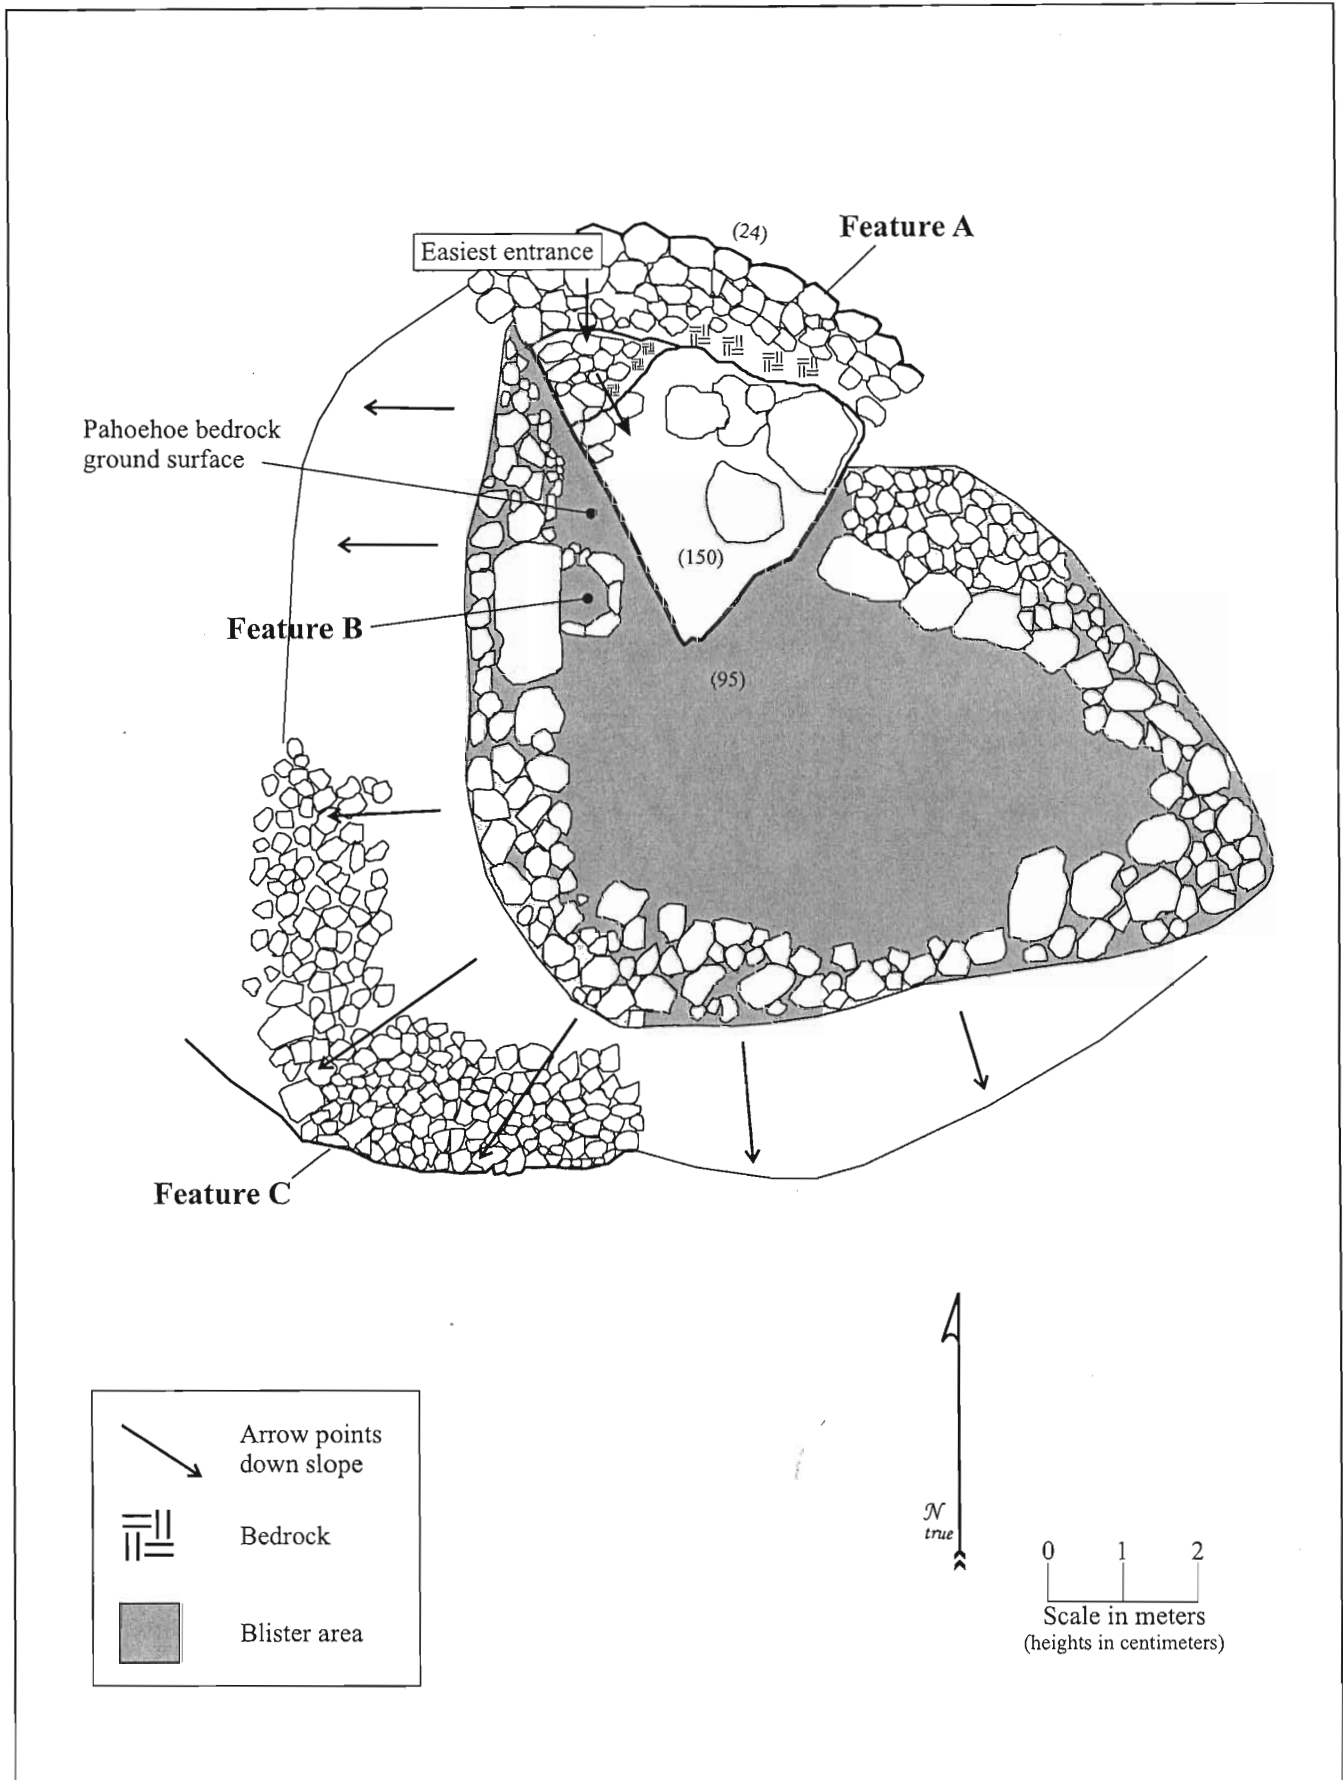 (24)
Feature A
Easiest entrance
Pahoehoe bedrock
ground surface
(150)
Feature B
(95)
Feature C
Arrow points
down slope
Bedrock
Blister area
N
true
0 1 2
Scale in meters
(heights in centimeters)